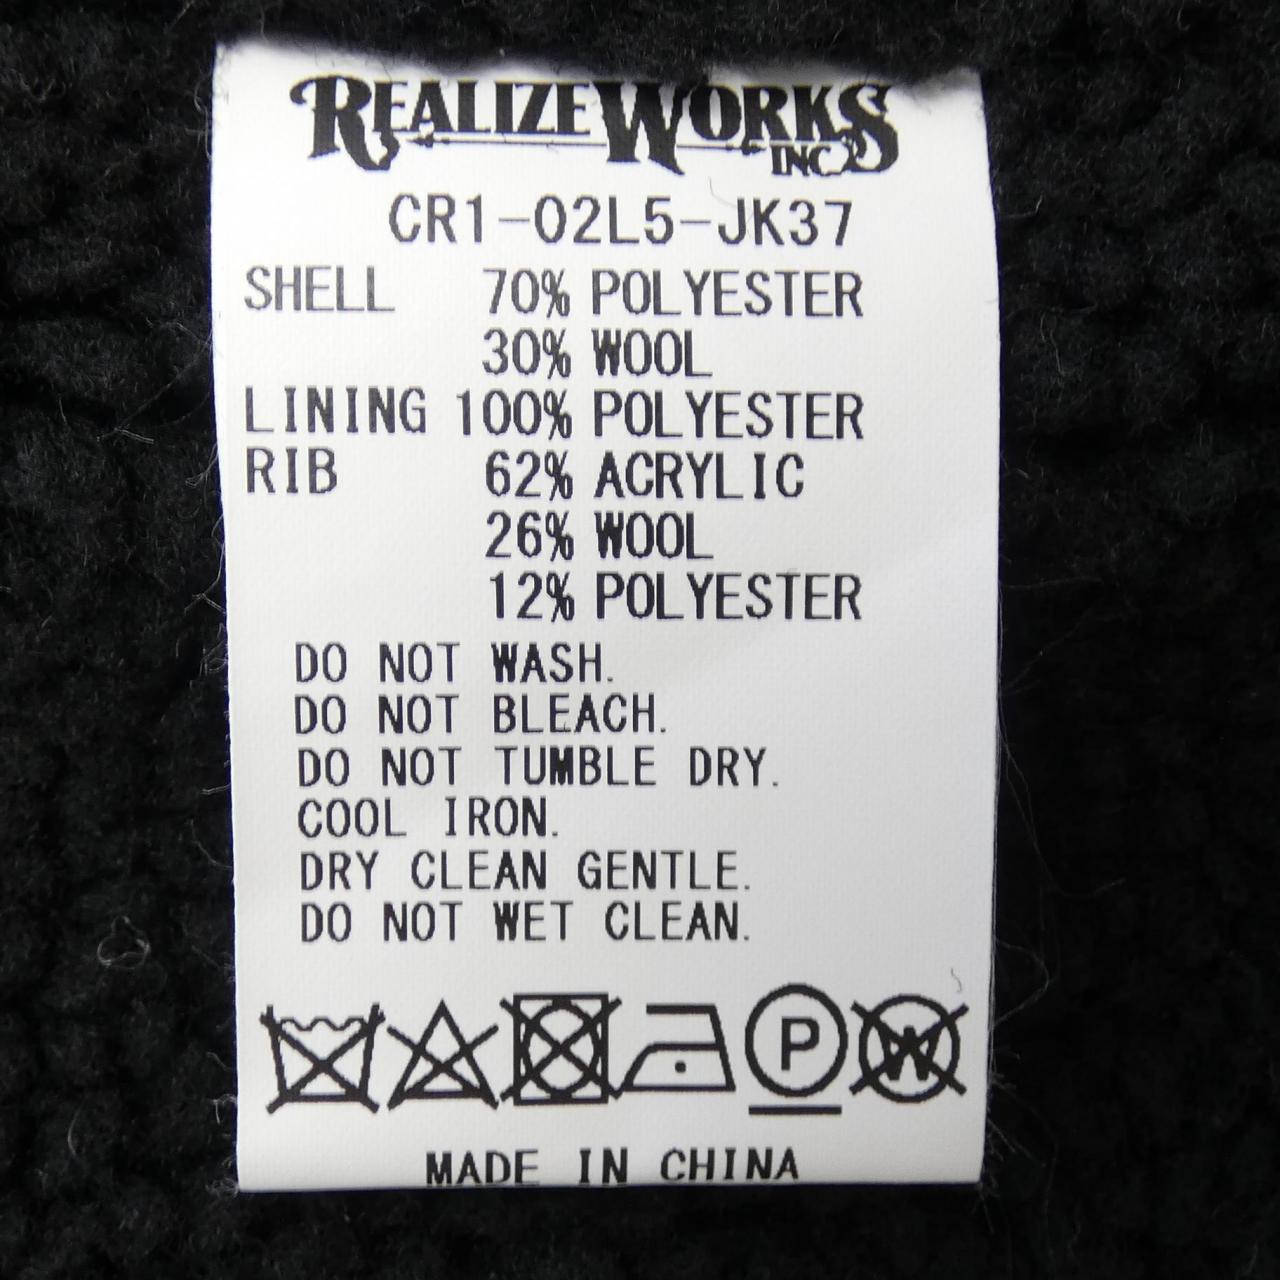 REALIZEWORKS
INC
CR1-02L5-JK37
SHELL 70% POLYESTER
30% WOOL
LINING 100% POLYESTER
RIB 62% ACRYLIC
26% WOOL
12% POLYESTER
DO NOT WASH.
DO NOT BLEACH.
DO NOT TUMBLE DRY.
COOL IRON.
DRY CLEAN GENTLE.
DO NOT WET CLEAN.
P W
MADE IN CHINA